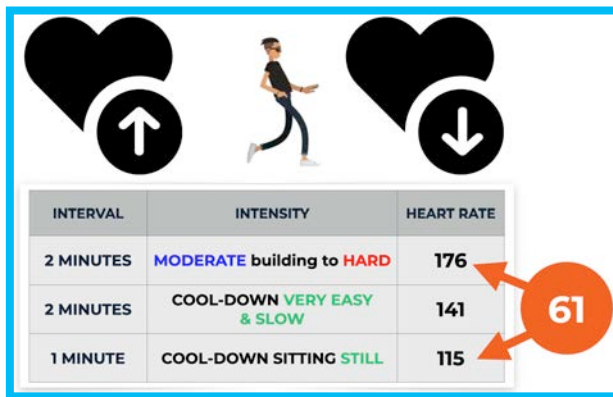 INTERVAL INTENSITY HEART RATE
2 MINUTES MODERATE building to HARD 176
2 MINUTES COOL-DOWN VERY EASY
& SLOW 141
1 MINUTE COOL-DOWN SITTING STILL 115
61